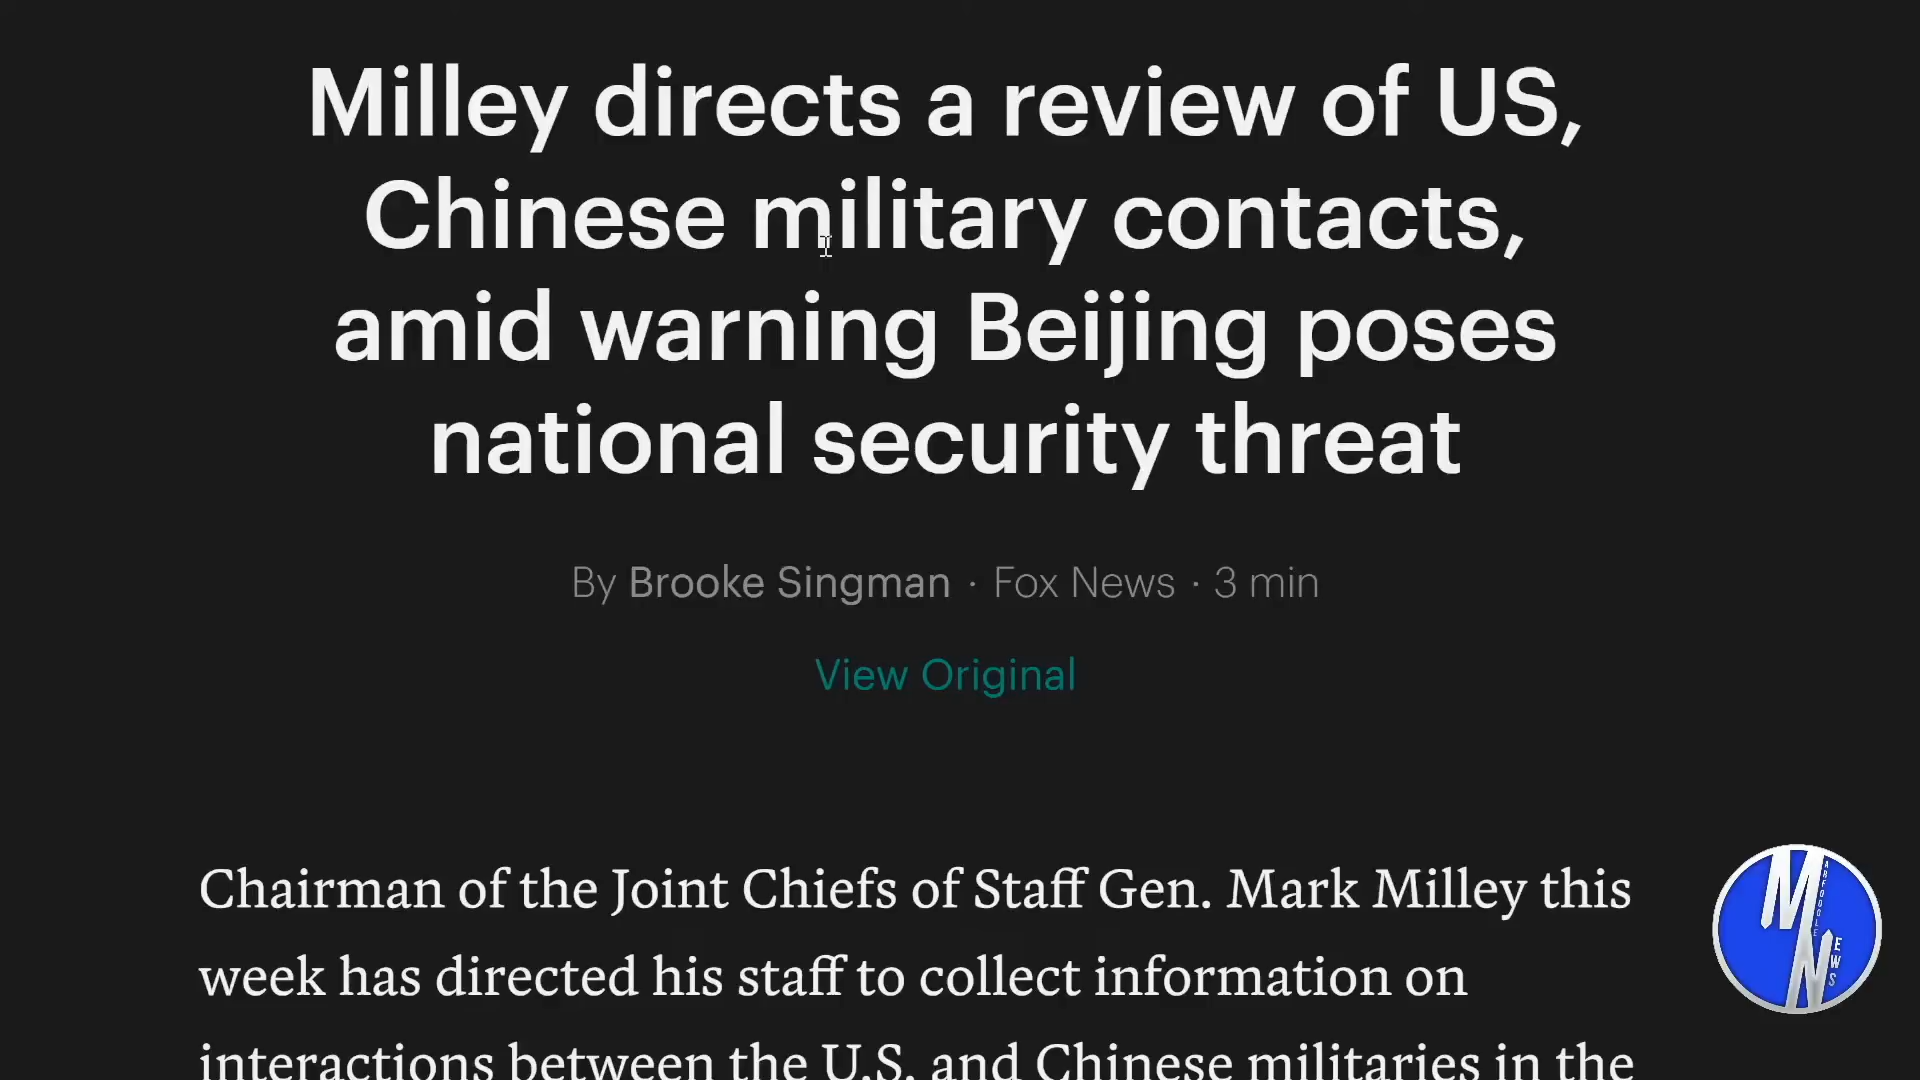 Milley directs a review of US,
Chinese military contacts,
amid warning Beijing poses
national security threat
By Brooke Singman · Fox News · 3 min
View Original
Chairman of the Joint Chiefs of Staff Gen. Mark Milley this
week has directed his staff to collect information on
interactions between the U.S. and Chinese militaries in the
MN
EWS